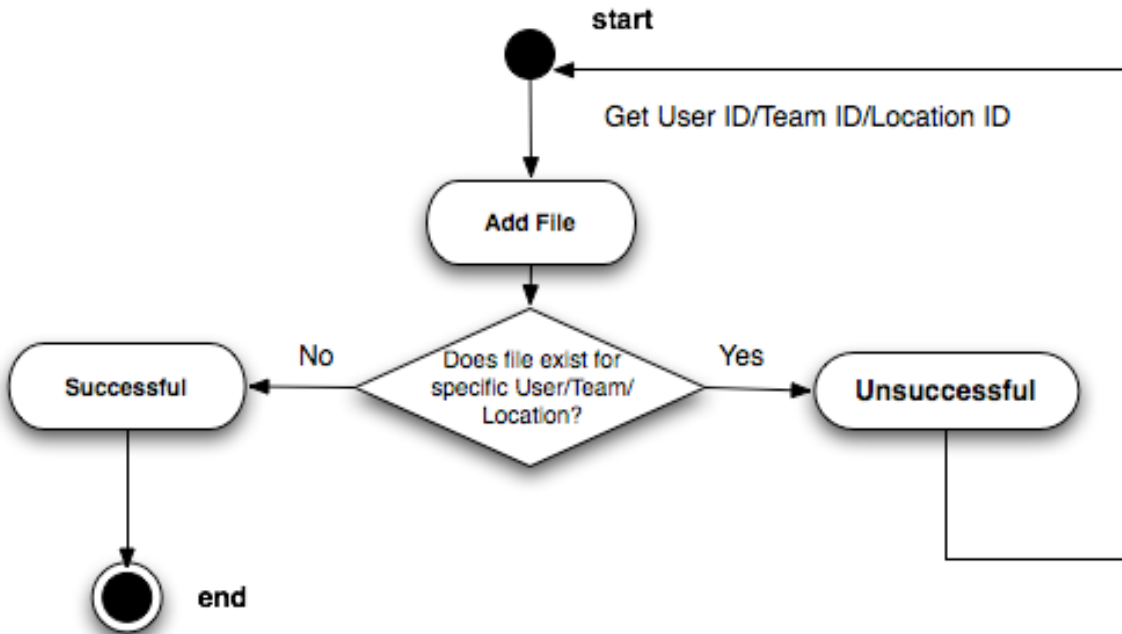 start
Get User ID/Team ID/Location ID
Add File
No
Does file exist for
specific User/Team/
Location?
Yes
Successful
Unsuccessful
end